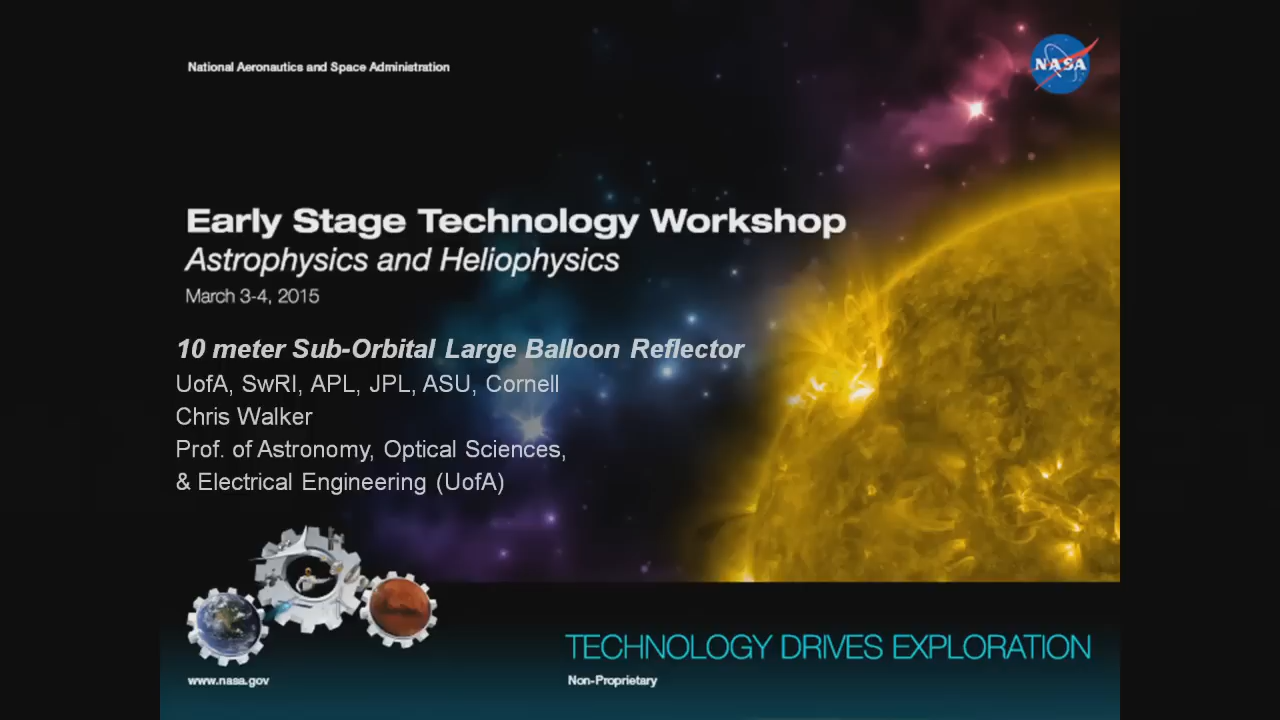 National Aeronautics and Space Administration
NASA
Early Stage Technology Workshop
Astrophysics and Heliophysics
March 3-4, 2015
10 meter Sub-Orbital Large Balloon Reflector
UofA, SwRI, APL, JPL, ASU, Cornell
Chris Walker
Prof. of Astronomy, Optical Sciences,
& Electrical Engineering (UofA)
TECHNOLOGY DRIVES EXPLORATION
www.nasa.gov
Non-Proprietary